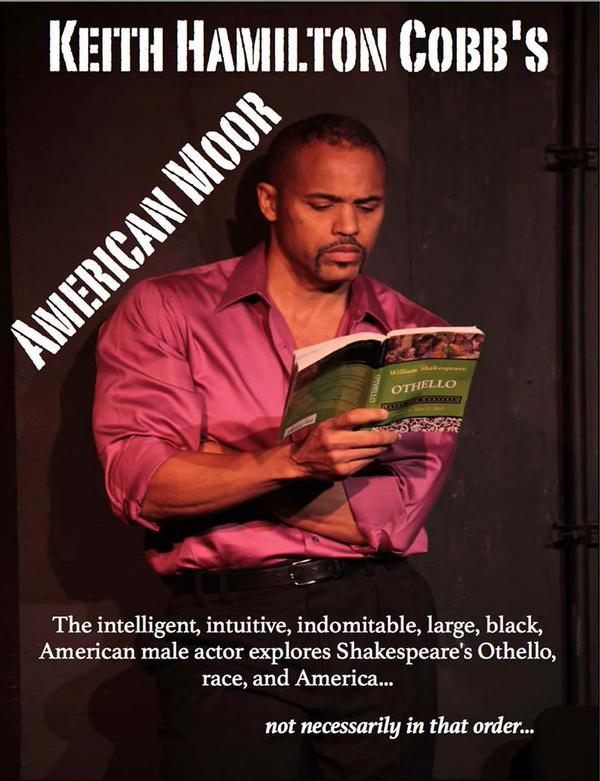 KEITH HAMILTON COBB'S
AMERICAN MOOR
William Shakespeare
OTHELLO
OTHELLO
The intelligent, intuitive, indomitable, large, black,
American male actor explores Shakespeare's Othello,
race, and America...
not necessarily in that order...